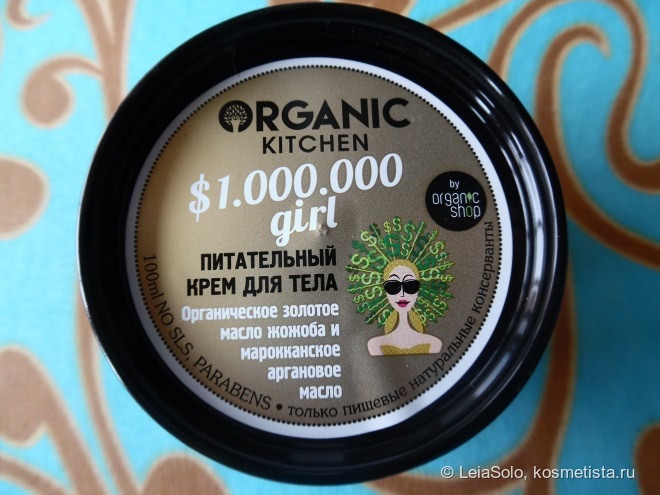 ORGANIC
KITCHEN
$1.000.000
girl
by
organic
shop
ПИТАТЕЛЬНЫЙ
КРЕМ ДЛЯ ТЕЛА
Органическое золотое
масло жожоба и
марокканское
аргановое
масло
100ml NO SLS, PARABENS • только пищевые натуральные консерванты
© LeiaSolo, kosmetista.ru